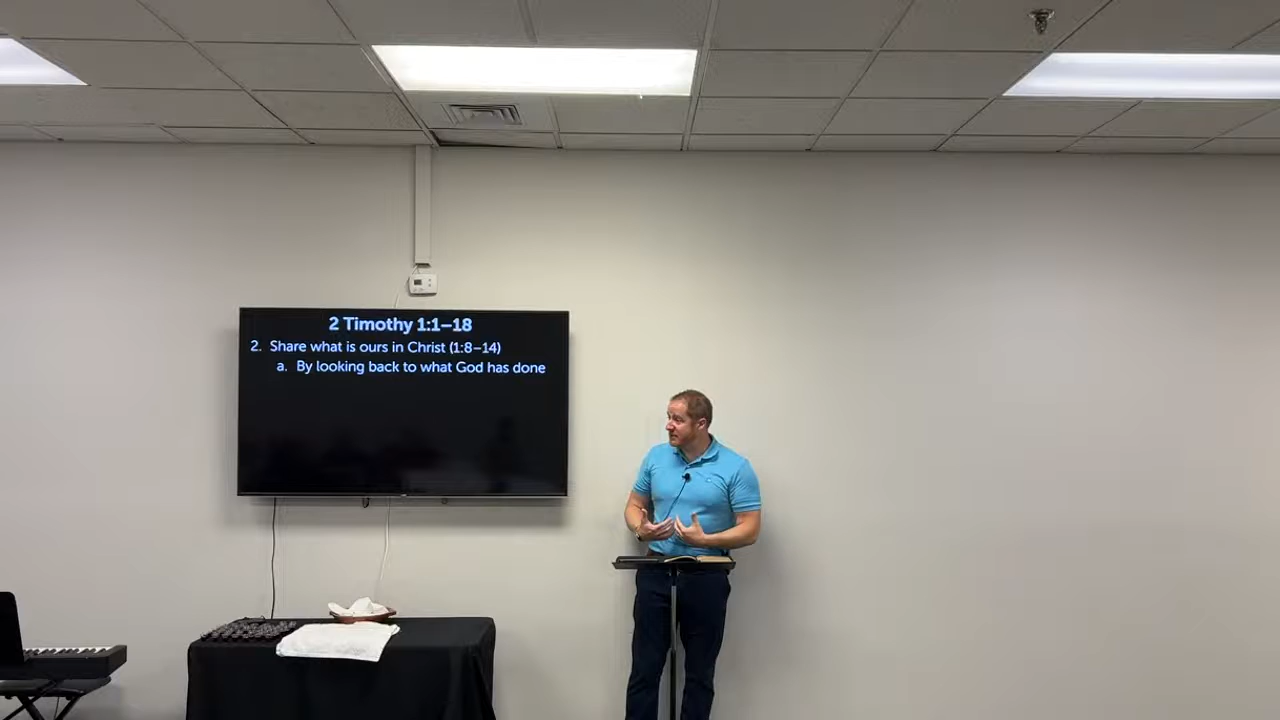 2 Timothy 1:1–18
2. Share what is ours in Christ (1:8–14)
a. By looking back to what God has done